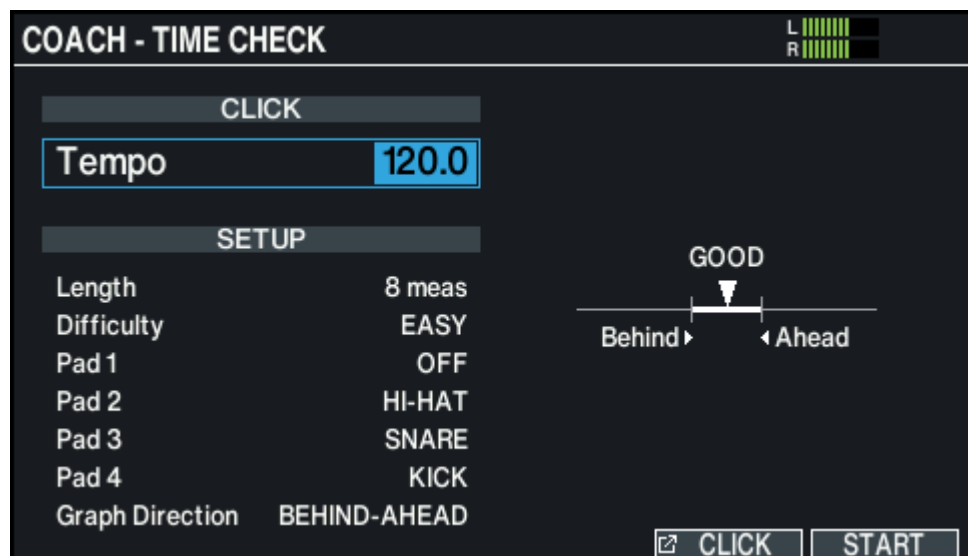 COACH - TIME CHECK
L
R
CLICK
Tempo 120.0
SETUP
Length 8 meas
Difficulty EASY
Pad 1 OFF
Pad 2 HI-HAT
Pad 3 SNARE
Pad 4 KICK
Graph Direction BEHIND-AHEAD
GOOD
Behind Ahead
CLICK START